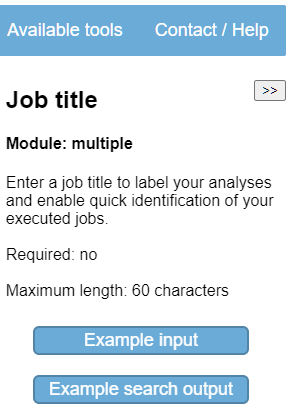 Available tools Contact / Help
>>
Job title
Module: multiple
Enter a job title to label your analyses
and enable quick identification of your
executed jobs.
Required: no
Maximum length: 60 characters
Example input
Example search output